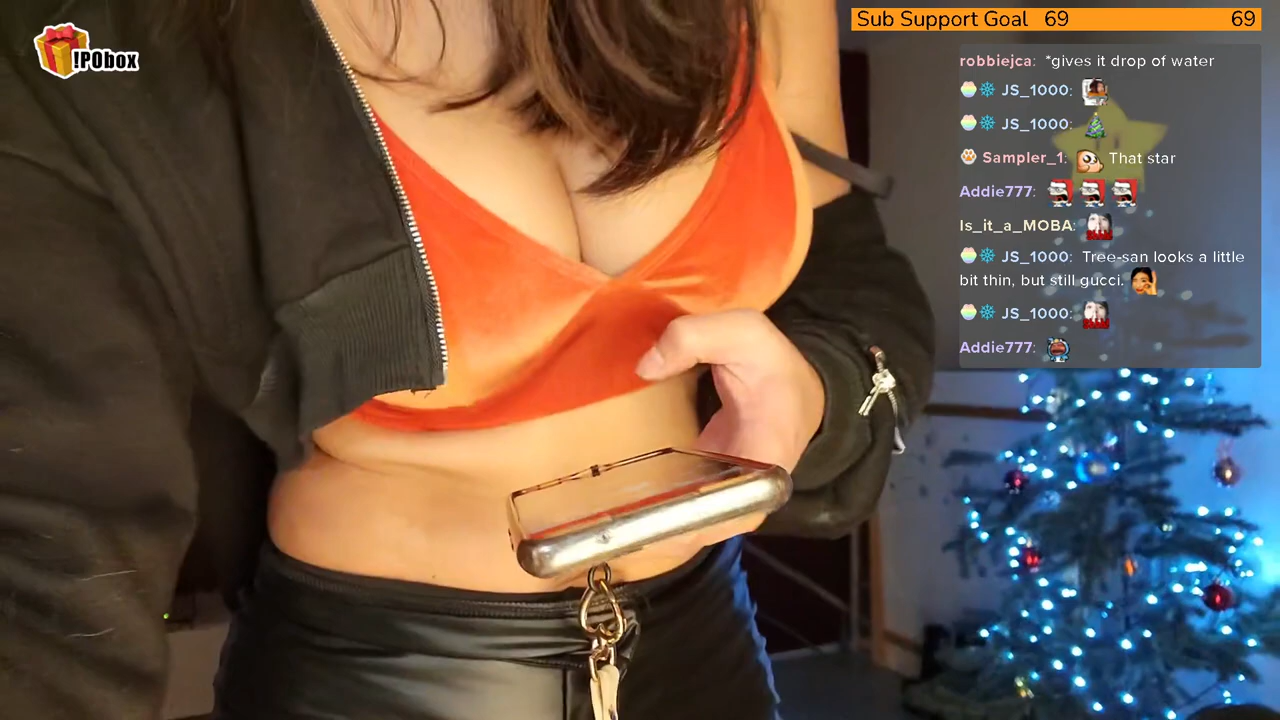 !PObox
Sub Support Goal 69 69
robbiejca: *gives it drop of water
JS_1000:
JS_1000:
Sampler_1: That star
Addie777:
Is_it_a_MOBA:
JS_1000: Tree-san looks a little
bit thin, but still gucci.
JS_1000:
Addie777: